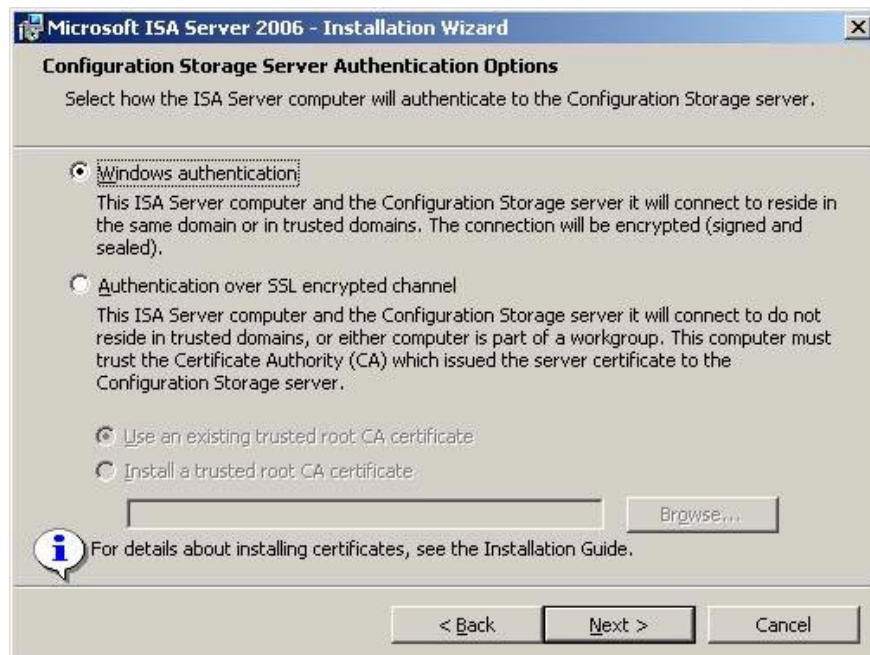 Microsoft ISA Server 2006 - Installation Wizard
Configuration Storage Server Authentication Options
Select how the ISA Server computer will authenticate to the Configuration Storage server.
Windows authentication
This ISA Server computer and the Configuration Storage server it will connect to reside in
the same domain or in trusted domains. The connection will be encrypted (signed and
sealed).
Authentication over SSL encrypted channel
This ISA Server computer and the Configuration Storage server it will connect to do not
reside in trusted domains, or either computer is part of a workgroup. This computer must
trust the Certificate Authority (CA) which issued the server certificate to the
Configuration Storage server.
Use an existing trusted root CA certificate
Install a trusted root CA certificate
Browse...
For details about installing certificates, see the Installation Guide.
< Back Next > Cancel